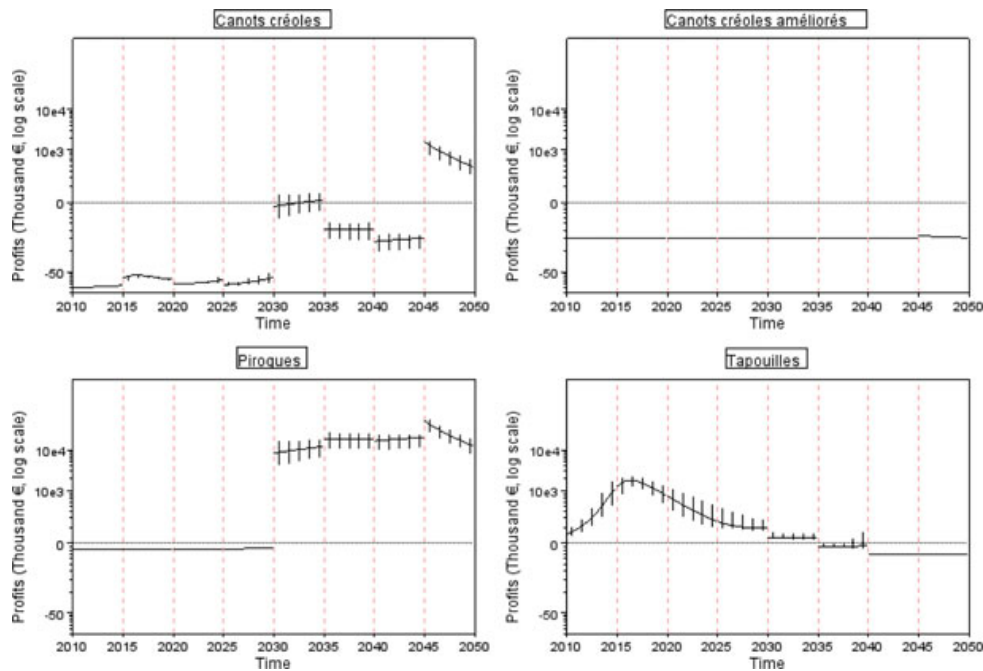 Canots créoles
Profits (Thousand €, log scale)
10e4
10e3
0
-50
2010 2015 2020 2025 2030 2035 2040 2045 2050
Time
Canots créoles améliorés
Profits (Thousand €, log scale)
10e4
10e3
0
-50
2010 2015 2020 2025 2030 2035 2040 2045 2050
Time
Pirogues
Profits (Thousand €, log scale)
10e4
10e3
0
-50
2010 2015 2020 2025 2030 2035 2040 2045 2050
Time
Tapouilles
Profits (Thousand €, log scale)
10e4
10e3
0
-50
2010 2015 2020 2025 2030 2035 2040 2045 2050
Time